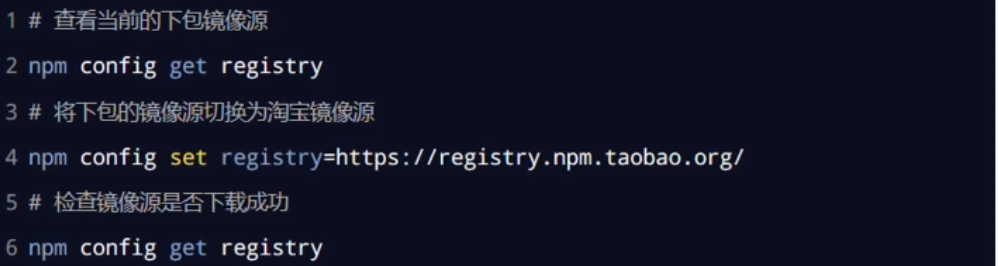 1 # 查看当前的下包镜像源
2 npm config get registry
3 # 将下包的镜像源切换为淘宝镜像源
4 npm config set registry=https://registry.npm.taobao.org/
5 # 检查镜像源是否下载成功
6 npm config get registry